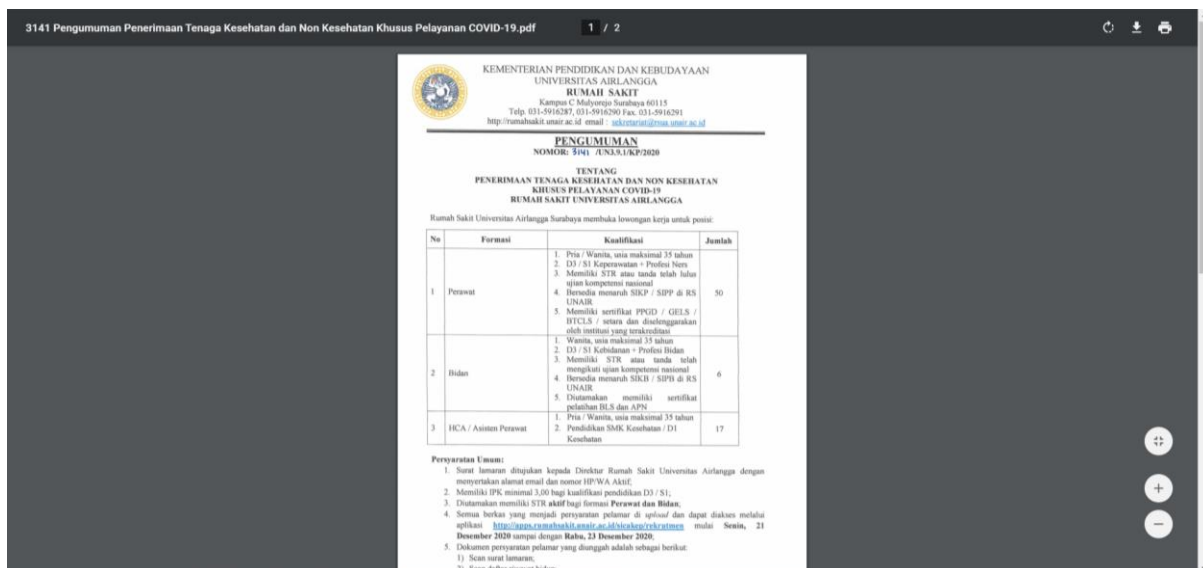 3141 Pengumuman Penerimaan Tenaga Kesehatan dan Non Kesehatan Khusus Pelayanan COVID-19.pdf
1 / 2
KEMENTERIAN PENDIDIKAN DAN KEBUDAYAAN
UNIVERSITAS AIRLANGGA
RUMAH SAKIT
Kampus C Mulyorejo Surabaya 60115
Telp. 031-5916287, 031-5916290 Fax. 031-5916291
http://rumahsakit.unair.ac.id email : sekretariat@rsua.unair.ac.id
PENGUMUMAN
NOMOR: 3141 /UN3.9.1/KP/2020
TENTANG
PENERIMAAN TENAGA KESEHATAN DAN NON KESEHATAN
KHUSUS PELAYANAN COVID-19
RUMAH SAKIT UNIVERSITAS AIRLANGGA
Rumah Sakit Universitas Airlangga Surabaya membuka lowongan kerja untuk posisi:
No Formasi Kualifikasi Jumlah
1 Perawat 50
1. Pria / Wanita, usia maksimal 35 tahun
2. D3 / S1 Keperawatan + Profesi Ners
3. Memiliki STR atau tanda telah lulus
ujian kompetensi nasional
4. Bersedia menaruh SIKP / SIPP di RS
UNAIR
5. Memiliki sertifikat PPGD / GELS /
BTCLS / setara dan diselenggarakan
oleh institusi yang terakreditasi
2 Bidan 6
1. Wanita, usia maksimal 35 tahun
2. D3 / S1 Kebidanan + Profesi Bidan
3. Memiliki STR atau tanda telah
mengikuti ujian kompetensi nasional
4. Bersedia menaruh SIKB / SIPB di RS
UNAIR
5. Diutamakan memiliki sertifikat
pelatihan BLS dan APN
3 HCA / Asisten Perawat 17
1. Pria / Wanita, usia maksimal 35 tahun
2. Pendidikan SMK Kesehatan / D1
Kesehatan
Persyaratan Umum:
1. Surat lamaran ditujukan kepada Direktur Rumah Sakit Universitas Airlangga dengan
menyertakan alamat email dan nomor HP/WA Aktif;
2. Memiliki IPK minimal 3,00 bagi kualifikasi pendidikan D3 / S1;
3. Diutamakan memiliki STR aktif bagi formasi Perawat dan Bidan;
4. Semua berkas yang menjadi persyaratan pelamar di upload dan dapat diakses melalui
aplikasi http://apps.rumahsakit.unair.ac.id/sicakep/rekrutmen mulai Senin, 21
Desember 2020 sampai dengan Rabu, 23 Desember 2020;
5. Dokumen persyaratan pelamar yang diunggah adalah sebagai berikut:
1) Scan surat lamaran;